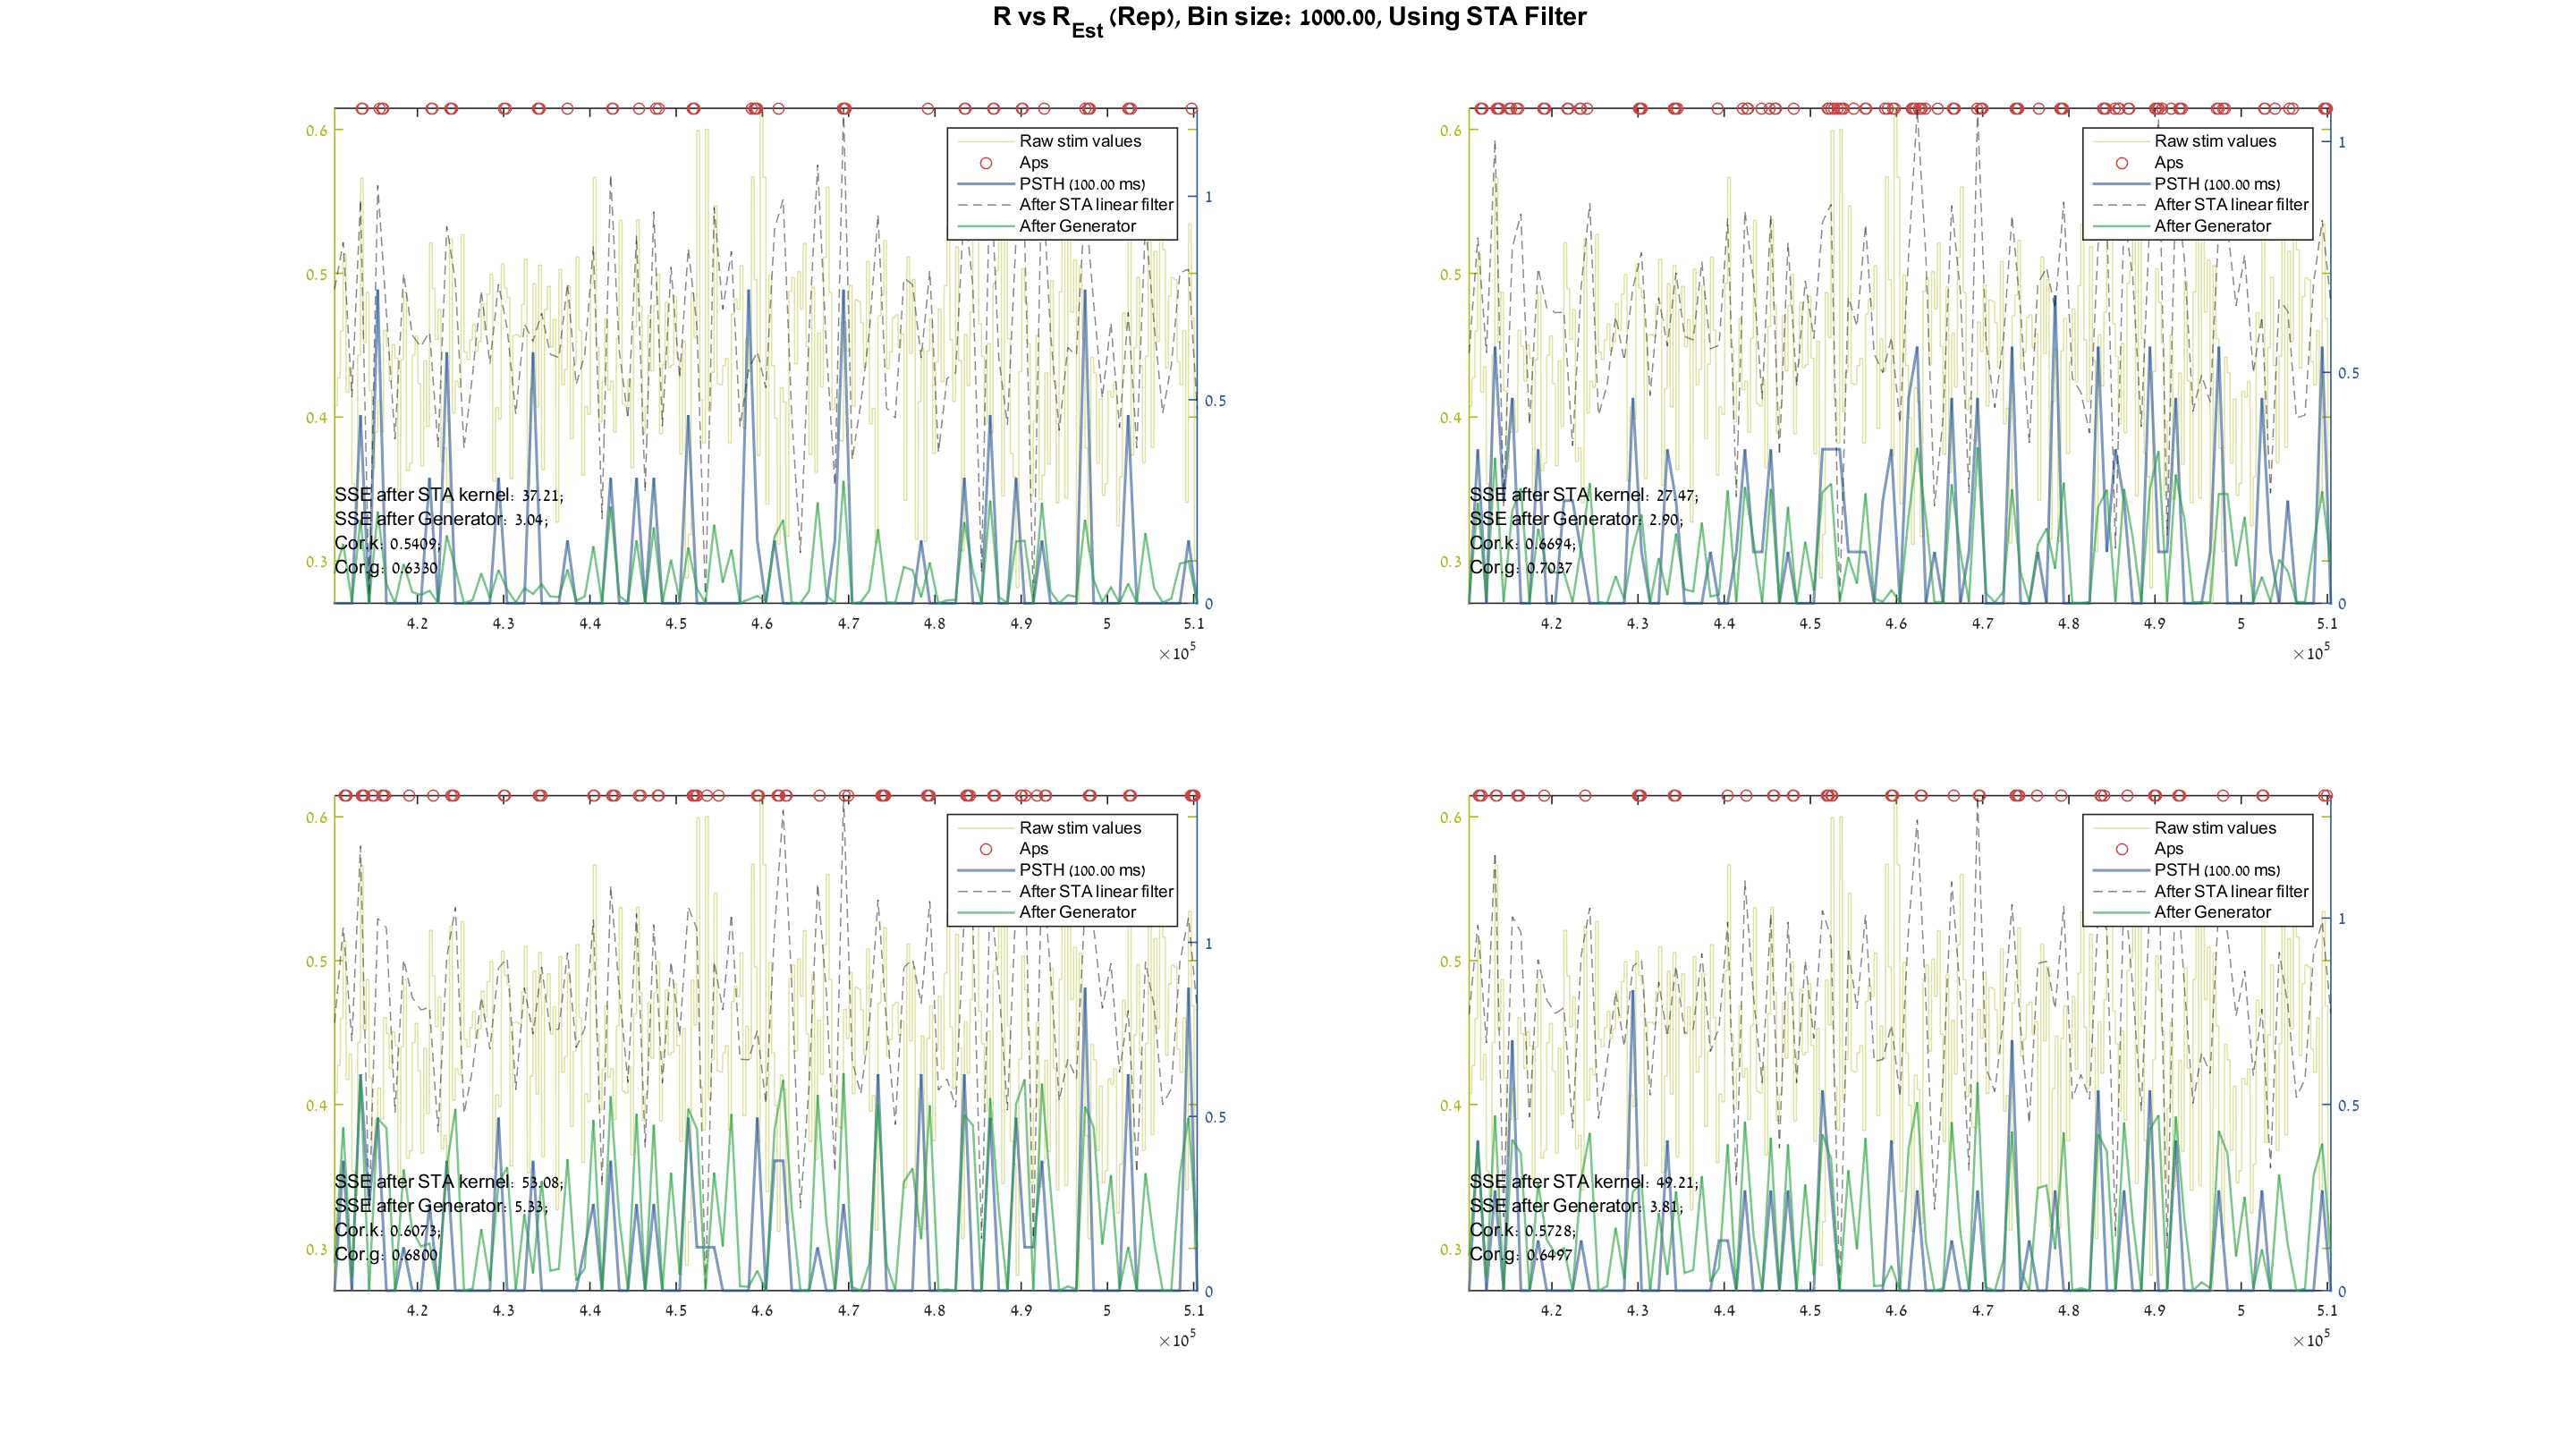 R vs R_Est (Rep), Bin size: 1000.00, Using STA Filter
0.6
0.5
0.4
0.3
1
0.5
0
Raw stim values
Aps
PSTH (100.00 ms)
After STA linear filter
After Generator
SSE after STA kernel: 37.21;
SSE after Generator: 3.04;
Cor.k: 0.5409;
Cor.g: 0.6330
4.2 4.3 4.4 4.5 4.6 4.7 4.8 4.9 5 5.1
×10^5
0.6
0.5
0.4
0.3
1
0.5
0
Raw stim values
Aps
PSTH (100.00 ms)
After STA linear filter
After Generator
SSE after STA kernel: 27.47;
SSE after Generator: 2.90;
Cor.k: 0.6694;
Cor.g: 0.7037
4.2 4.3 4.4 4.5 4.6 4.7 4.8 4.9 5 5.1
×10^5
0.6
0.5
0.4
0.3
1
0.5
0
Raw stim values
Aps
PSTH (100.00 ms)
After STA linear filter
After Generator
SSE after STA kernel: 53.08;
SSE after Generator: 5.33;
Cor.k: 0.6073;
Cor.g: 0.6800
4.2 4.3 4.4 4.5 4.6 4.7 4.8 4.9 5 5.1
×10^5
0.6
0.5
0.4
0.3
1
0.5
0
Raw stim values
Aps
PSTH (100.00 ms)
After STA linear filter
After Generator
SSE after STA kernel: 49.21;
SSE after Generator: 3.81;
Cor.k: 0.5728;
Cor.g: 0.6497
4.2 4.3 4.4 4.5 4.6 4.7 4.8 4.9 5 5.1
×10^5